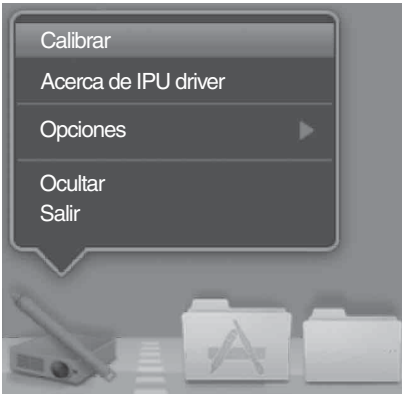 Calibrar
Acerca de IPU driver
Opciones
Ocultar
Salir